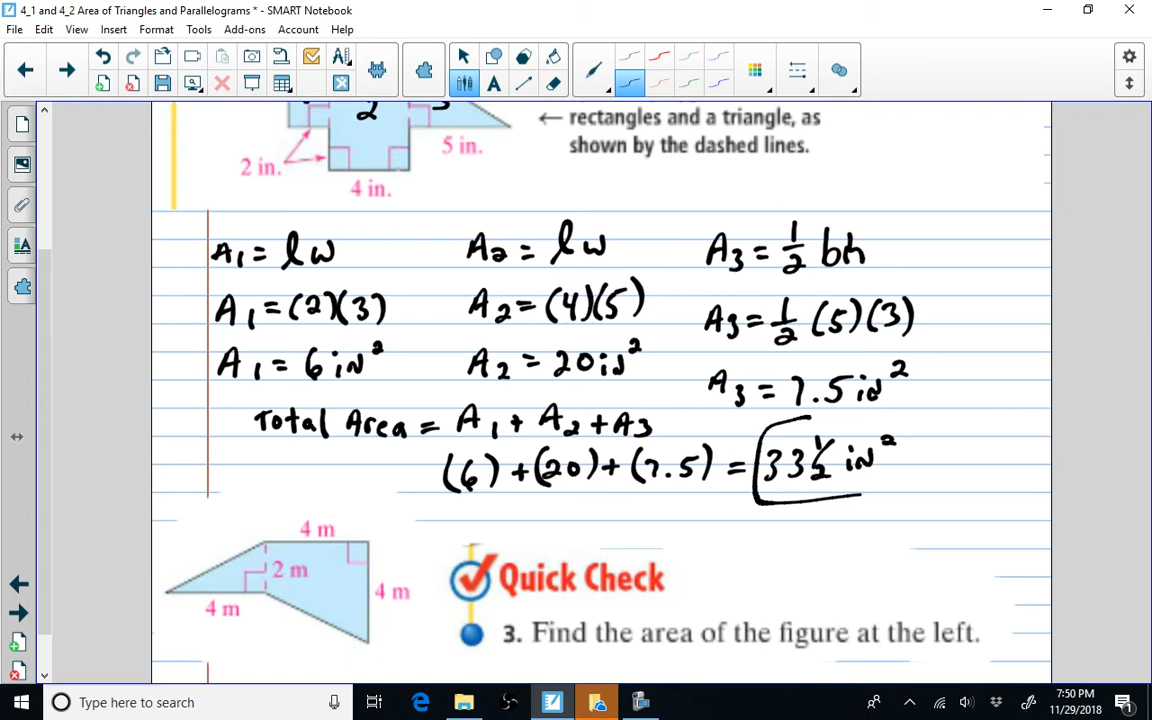 4_1 and 4_2 Area of Triangles and Parallelograms * - SMART Notebook
File Edit View Insert Format Tools Add-ons Account Help
2
3
← rectangles and a triangle, as
shown by the dashed lines.
5 in.
2 in.
4 in.
A1 = lw
A2 = lw
A3 = 1/2 bh
A1 = (2)(3)
A2 = (4)(5)
A3 = 1/2 (5)(3)
A1 = 6 in²
A2 = 20 in²
A3 = 7.5 in²
Total Area = A1 + A2 + A3
(6) + (20) + (7.5) = 33 1/2 in²
4 m
2 m
4 m
4 m
Quick Check
3. Find the area of the figure at the left.
Type here to search
7:50 PM
11/29/2018
1